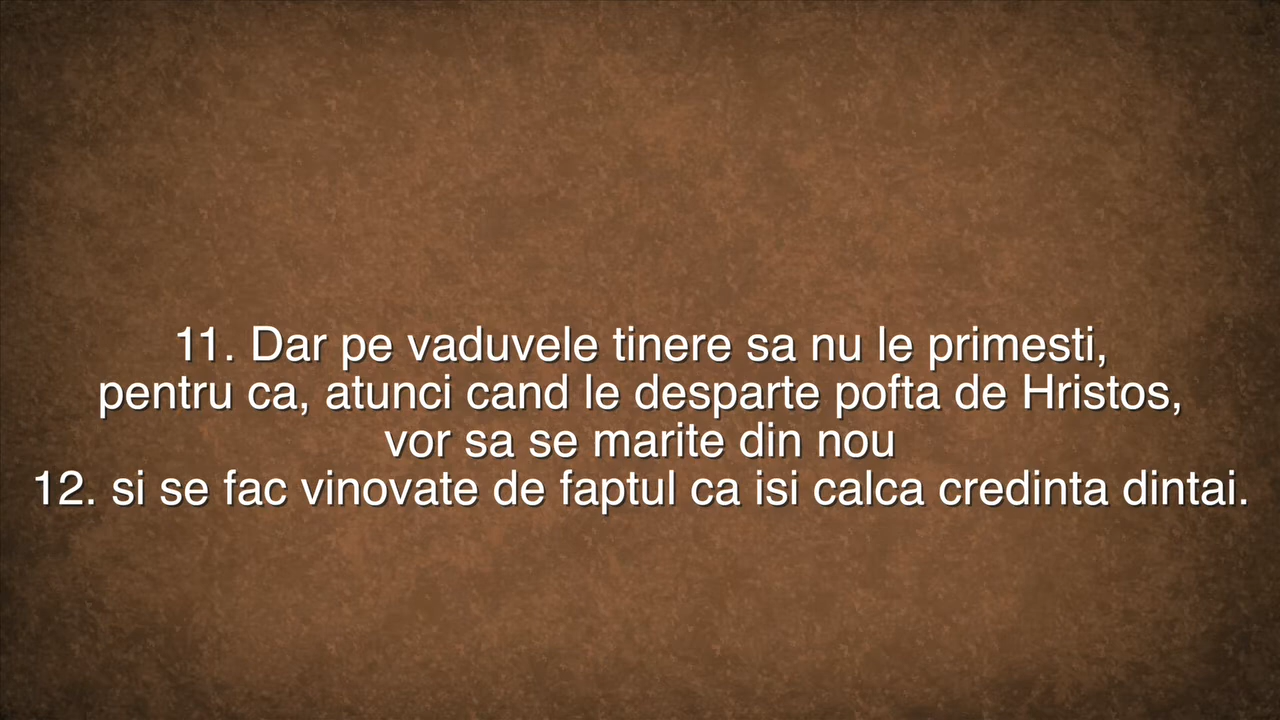 11. Dar pe vaduvele tinere sa nu le primesti,
pentru ca, atunci cand le desparte pofta de Hristos,
vor sa se marite din nou
12. si se fac vinovate de faptul ca isi calca credinta dintai.